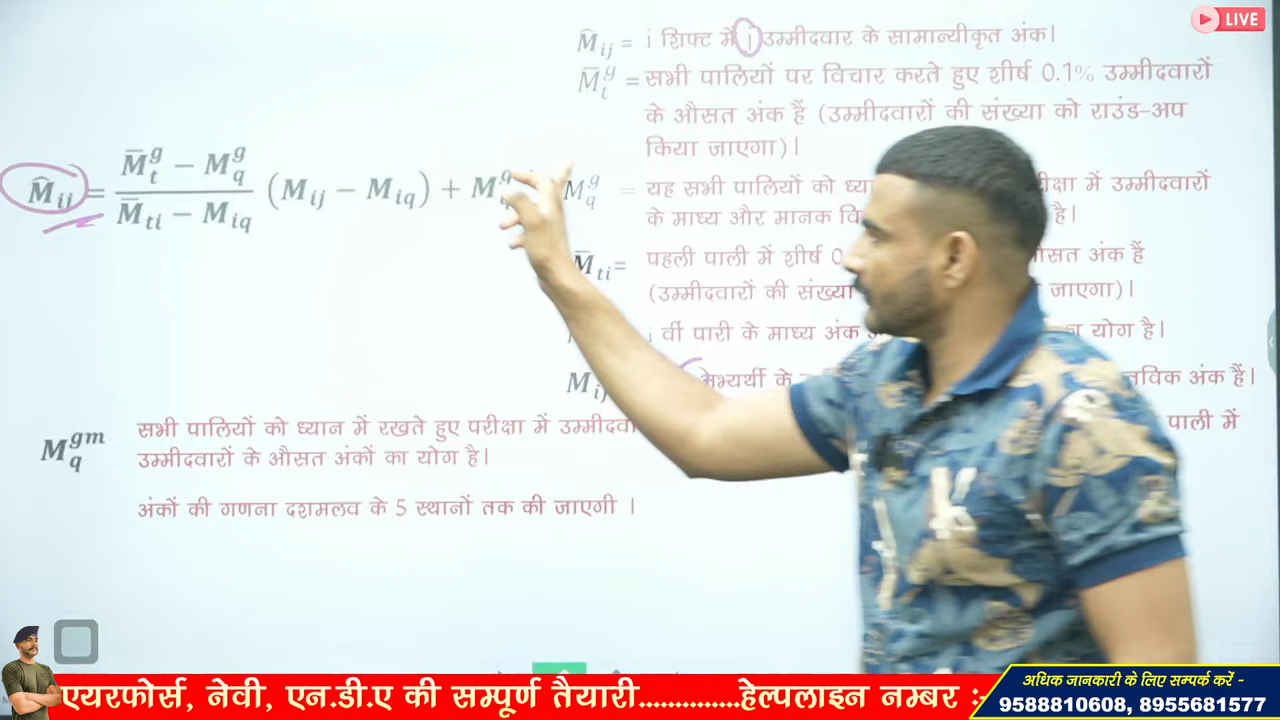 LIVE
M̂ij = i शिफ्ट में j उम्मीदवार के सामान्यीकृत अंक।
M̄tᵍ = सभी पालियों पर विचार करते हुए शीर्ष 0.1% उम्मीदवारों
के औसत अंक हैं (उम्मीदवारों की संख्या को राउंड-अप
किया जाएगा)।
M̂ij = (M̄tᵍ − Mqᵍ) / (M̄ti − Miq) (Mij − Miq) + Mqᵍ
Mqᵍ = यह सभी पालियों को
में उम्मीदवारों
के माध्य और मानक
है।
M̄ti = पहली पाली में शीर्ष
औसत अंक हैं
(उम्मीदवारों की संख्या
जाएगा)।
i वीं पारी के माध्य अंक
का योग है।
Mij
के
अंक हैं।
Mqᵍᵐ सभी पालियों को ध्यान में रखते हुए परीक्षा में
पाली में
उम्मीदवारों के औसत अंकों का योग है।
अंकों की गणना दशमलव के 5 स्थानों तक की जाएगी ।
एयरफोर्स, नेवी, एन.डी.ए की सम्पूर्ण तैयारी..............हेल्पलाइन नम्बर :-
अधिक जानकारी के लिए सम्पर्क करें -
9588810608, 8955681577